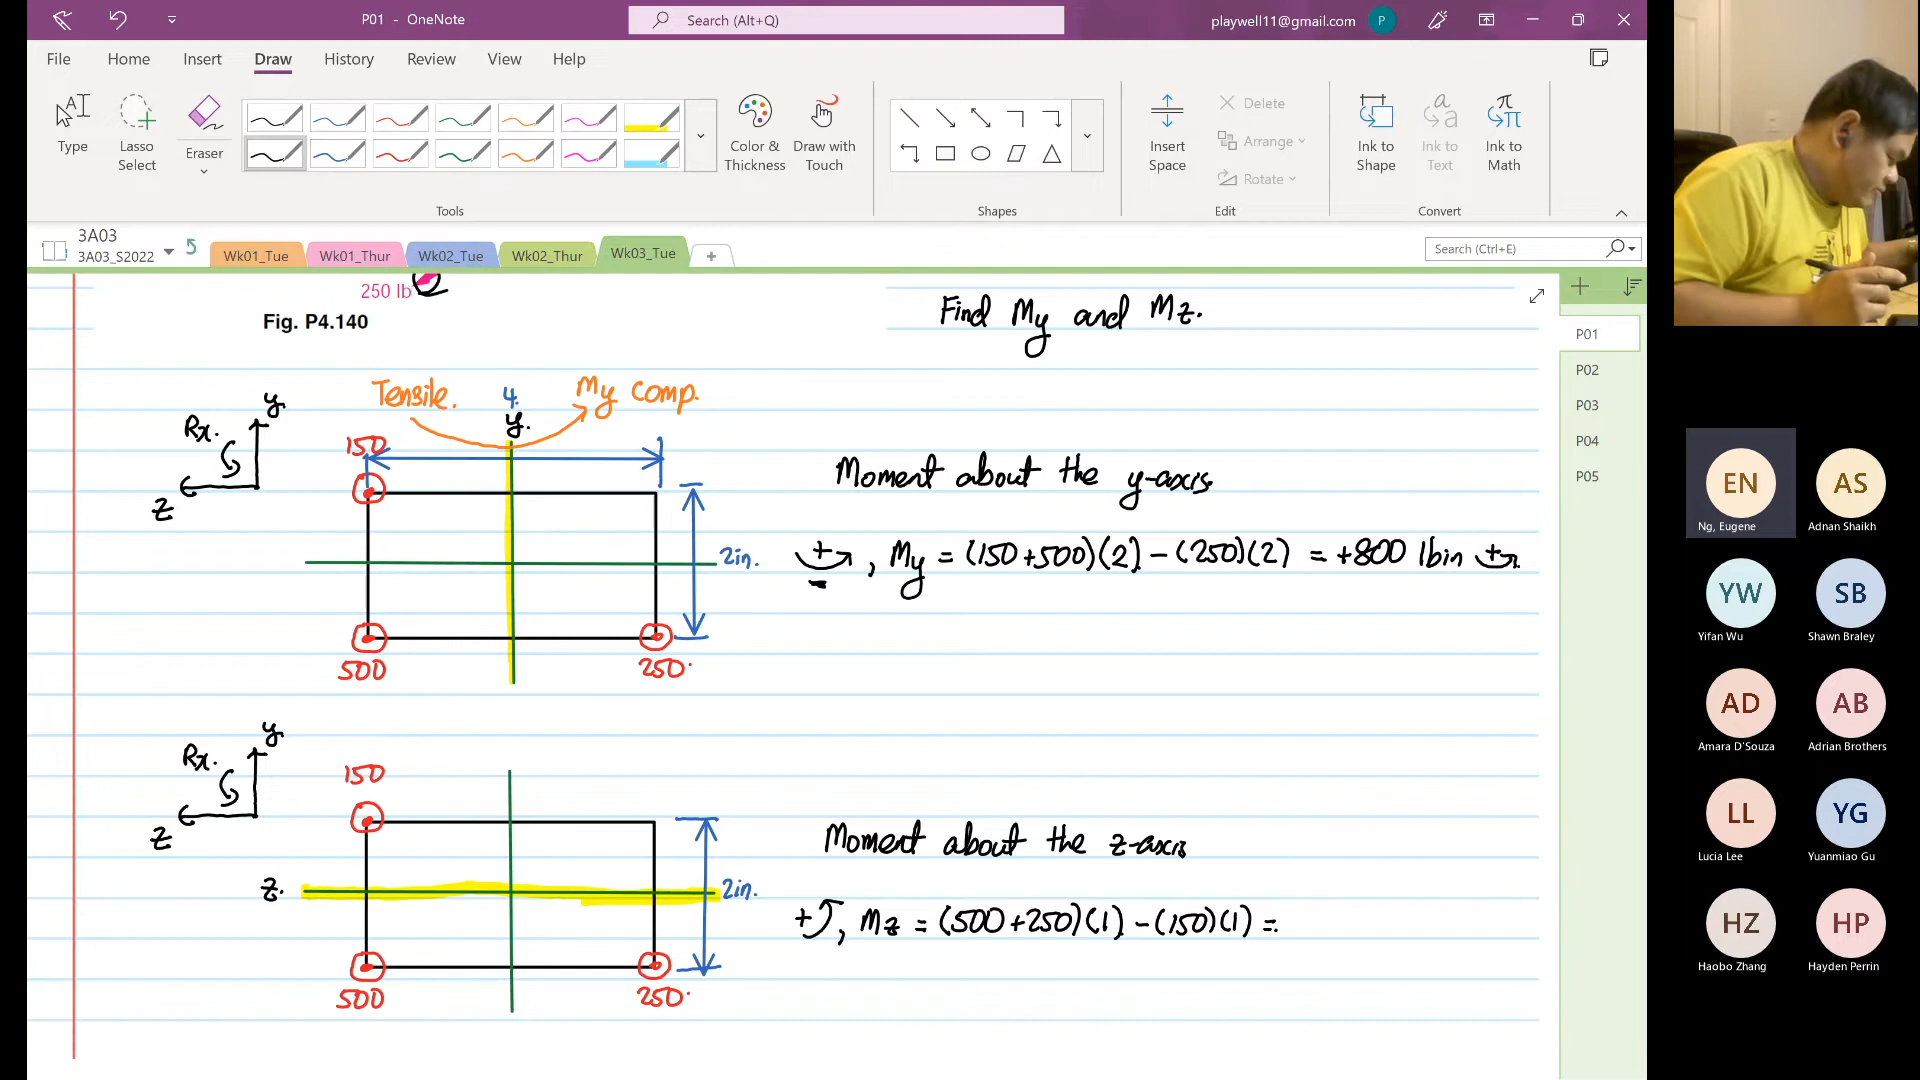 P01 - OneNote
Search (Alt+Q)
playwell11@gmail.com
P
File Home Insert Draw History Review View Help
Type
Lasso Select
Eraser
Color & Thickness
Draw with Touch
Insert Space
Delete
Arrange
Rotate
Ink to Shape
Ink to Text
Ink to Math
Tools
Shapes
Edit
Convert
3A03
3A03_S2022
Wk01_Tue
Wk01_Thur
Wk02_Tue
Wk02_Thur
Wk03_Tue
Search (Ctrl+E)
P01
P02
P03
P04
P05
250 lb
Fig. P4.140
Find My and Mz.
Tensile.
4.
My Comp.
y.
y
Rx.
z
150
2in.
500
250.
Moment about the y-axis.
+ - , My = (150+500)(2) - (250)(2) = +800 lbin +
y
Rx.
z
150
z.
2in.
500
250.
Moment about the z-axis
+ , Mz = (500+250)(1) - (150)(1) =
EN
Ng, Eugene
AS
Adnan Shaikh
YW
Yifan Wu
SB
Shawn Braley
AD
Amara D'Souza
AB
Adrian Brothers
LL
Lucia Lee
YG
Yuanmiao Gu
HZ
Haobo Zhang
HP
Hayden Perrin